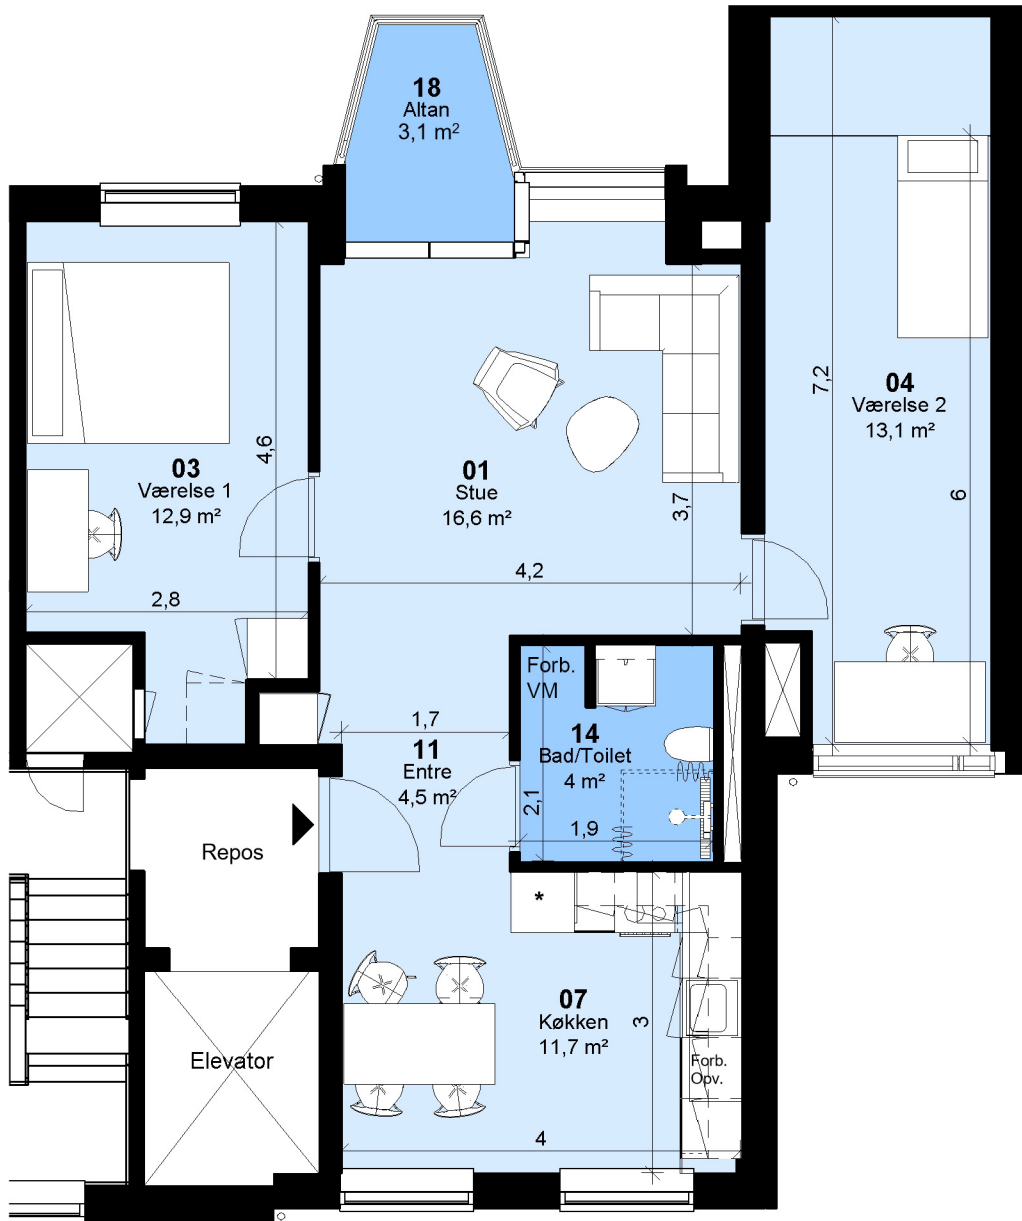 18
Altan
3,1 m²
7,2
04
Værelse 2
13,1 m²
6
4,6
03
Værelse 1
12,9 m²
2,8
01
Stue
16,6 m²
3,7
4,2
Forb.
VM
1,7
11
Entre
4,5 m²
14
Bad/Toilet
4 m²
2,1
1,9
Repos
*
07
Køkken
11,7 m²
3
Elevator
Forb.
Opv.
4